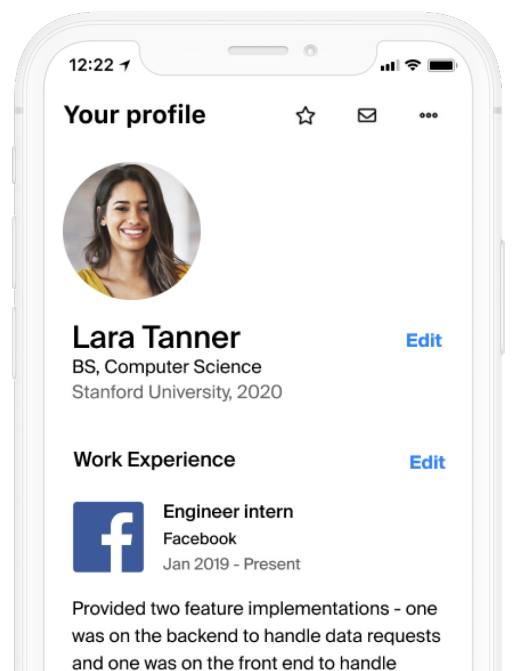 12:22
Your profile
Lara Tanner
Edit
BS, Computer Science
Stanford University, 2020
Work Experience
Edit
f
Engineer intern
Facebook
Jan 2019 - Present
Provided two feature implementations - one
was on the backend to handle data requests
and one was on the front end to handle